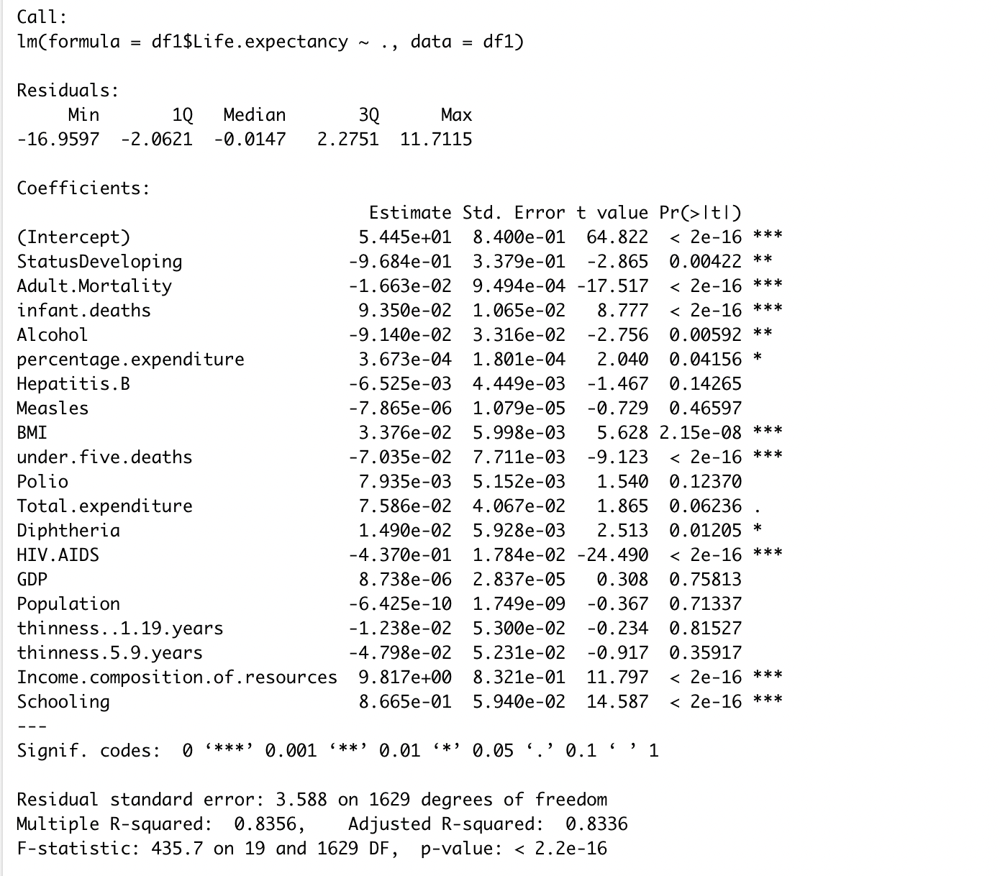 Call:
lm(formula = df1$Life.expectancy ~ ., data = df1)
Residuals:
Min 1Q Median 3Q Max
-16.9597 -2.0621 -0.0147 2.2751 11.7115
Coefficients:
Estimate Std. Error t value Pr(>|t|)
(Intercept) 5.445e+01 8.400e-01 64.822 < 2e-16 ***
StatusDeveloping -9.684e-01 3.379e-01 -2.865 0.00422 **
Adult.Mortality -1.663e-02 9.494e-04 -17.517 < 2e-16 ***
infant.deaths 9.350e-02 1.065e-02 8.777 < 2e-16 ***
Alcohol -9.140e-02 3.316e-02 -2.756 0.00592 **
percentage.expenditure 3.673e-04 1.801e-04 2.040 0.04156 *
Hepatitis.B -6.525e-03 4.449e-03 -1.467 0.14265
Measles -7.865e-06 1.079e-05 -0.729 0.46597
BMI 3.376e-02 5.998e-03 5.628 2.15e-08 ***
under.five.deaths -7.035e-02 7.711e-03 -9.123 < 2e-16 ***
Polio 7.935e-03 5.152e-03 1.540 0.12370
Total.expenditure 7.586e-02 4.067e-02 1.865 0.06236 .
Diphtheria 1.490e-02 5.928e-03 2.513 0.01205 *
HIV.AIDS -4.370e-01 1.784e-02 -24.490 < 2e-16 ***
GDP 8.738e-06 2.837e-05 0.308 0.75813
Population -6.425e-10 1.749e-09 -0.367 0.71337
thinness..1.19.years -1.238e-02 5.300e-02 -0.234 0.81527
thinness.5.9.years -4.798e-02 5.231e-02 -0.917 0.35917
Income.composition.of.resources 9.817e+00 8.321e-01 11.797 < 2e-16 ***
Schooling 8.665e-01 5.940e-02 14.587 < 2e-16 ***
---
Signif. codes: 0 ‘***’ 0.001 ‘**’ 0.01 ‘*’ 0.05 ‘.’ 0.1 ‘ ’ 1
Residual standard error: 3.588 on 1629 degrees of freedom
Multiple R-squared: 0.8356, Adjusted R-squared: 0.8336
F-statistic: 435.7 on 19 and 1629 DF, p-value: < 2.2e-16